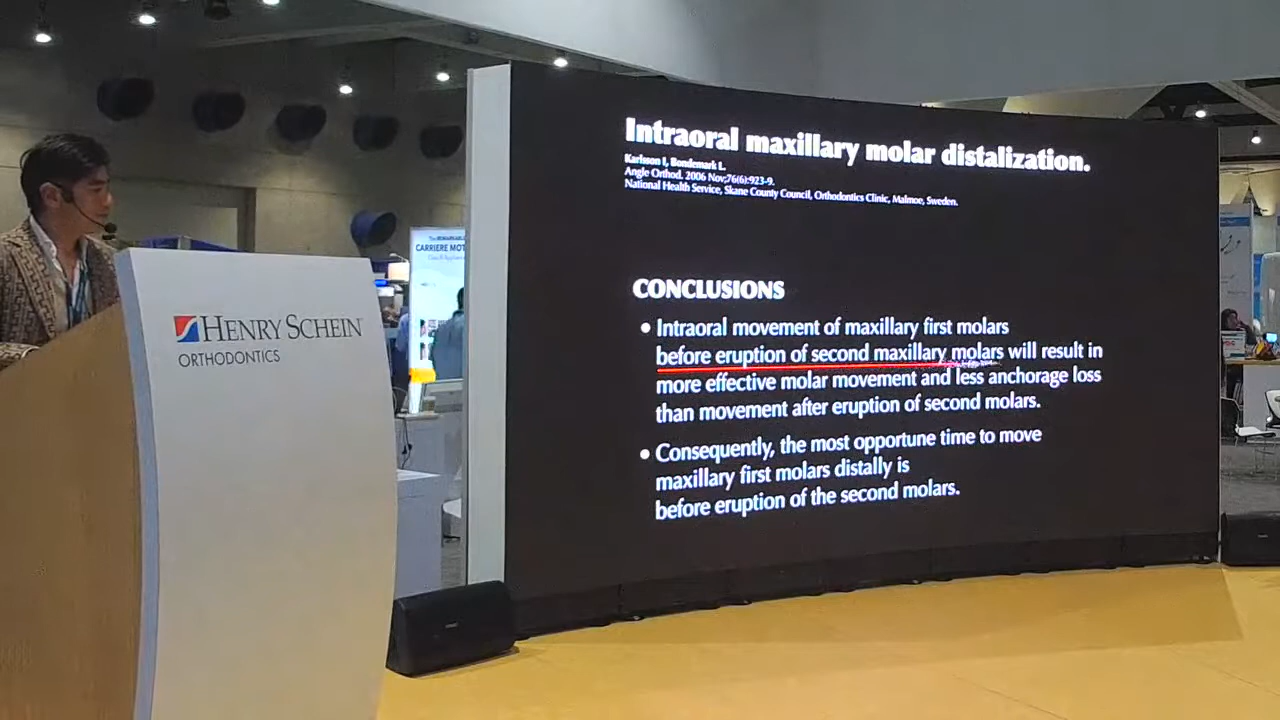 Intraoral maxillary molar distalization.
Karlsson I, Bondemark L.
Angle Orthod. 2006 Nov;76(6):923-9.
National Health Service, Skane County Council, Orthodontics Clinic, Malmoe, Sweden.
CONCLUSIONS
• Intraoral movement of maxillary first molars
before eruption of second maxillary molars will result in
more effective molar movement and less anchorage loss
than movement after eruption of second molars.
• Consequently, the most opportune time to move
maxillary first molars distally is
before eruption of the second molars.
HENRY SCHEIN
ORTHODONTICS
CARRIERE MOT